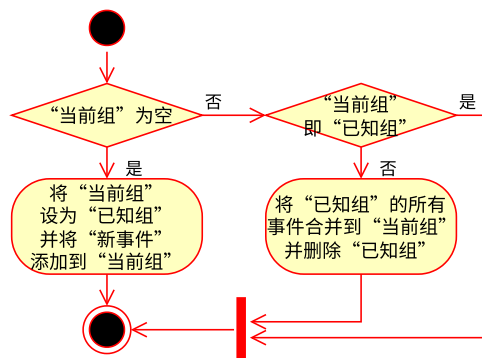 “当前组”为空
否
“当前组”
即“已知组”
是
是
将“当前组”
设为“已知组”
并将“新事件”
添加到“当前组”
否
将“已知组”的所有
事件合并到“当前组”
并删除“已知组”